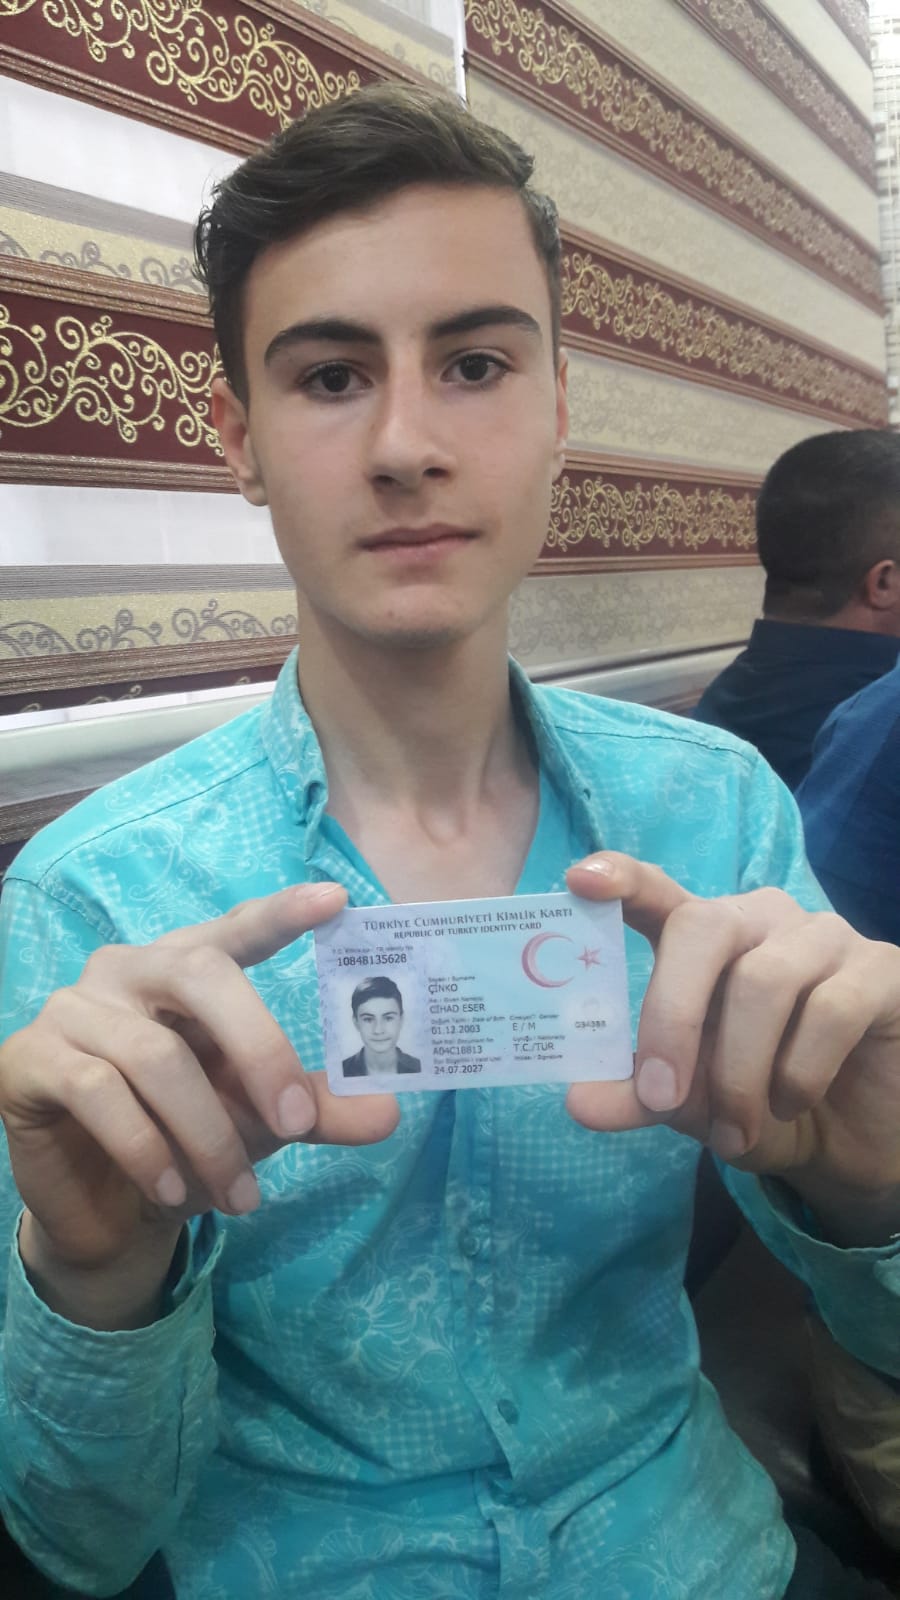 TÜRKİYE CUMHURİYETİ KİMLİK KARTI
REPUBLIC OF TURKEY IDENTITY CARD
T.C. Kimlik No / TR Identity No
10848135628
Soyadı / Surname
ÇİNKO
Adı / Given Name(s)
CİHAD ESER
Doğum Tarihi / Date of Birth Cinsiyeti / Gender
01.12.2003 E / M
Seri No / Document No Uyruğu / Nationality
A04C18813 T.C./TUR
Son Geçerlilik / Valid Until İmzası / Signature
24.07.2027